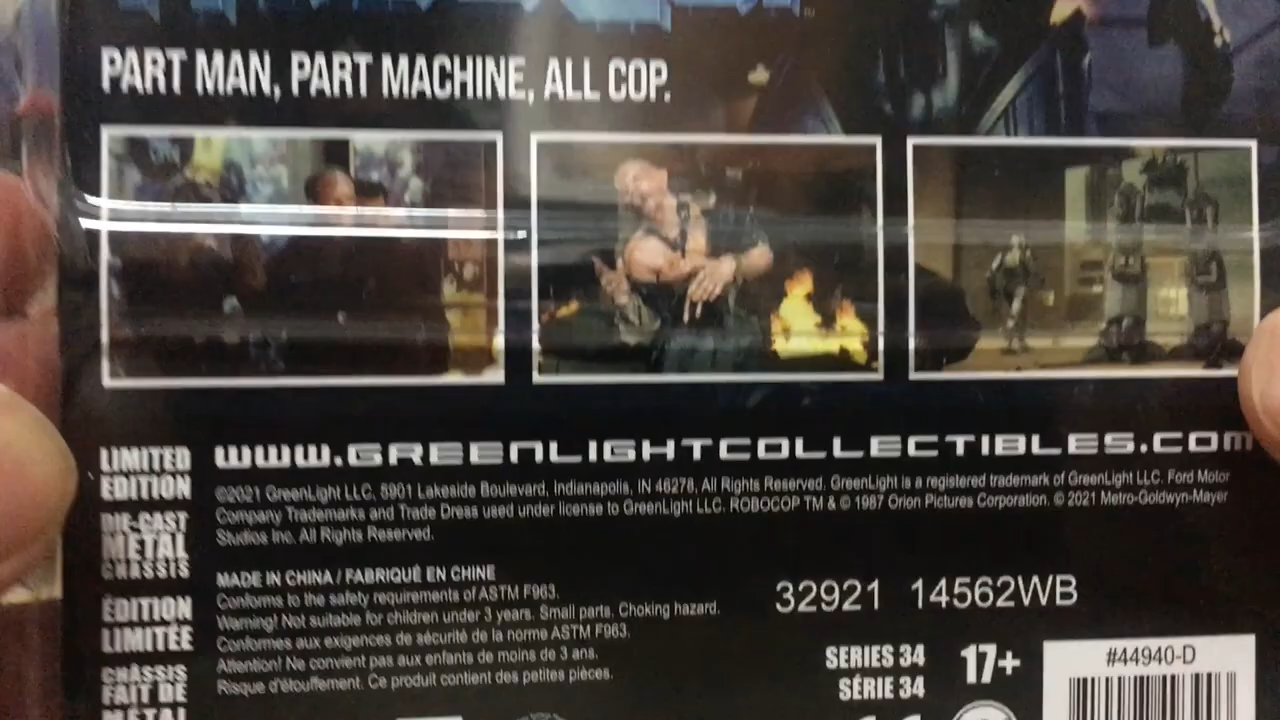 PART MAN, PART MACHINE, ALL COP.
LIMITED
EDITION
DIE-CAST
METAL
CHASSIS
ÉDITION
LIMITÉE
CHÂSSIS
FAIT DE
MÉTAL
WWW.GREENLIGHTCOLLECTIBLES.COM
©2021 GreenLight LLC, 5901 Lakeside Boulevard, Indianapolis, IN 46278, All Rights Reserved. GreenLight is a registered trademark of GreenLight LLC. Ford Motor
Company Trademarks and Trade Dress used under license to GreenLight LLC. ROBOCOP TM & © 1987 Orion Pictures Corporation. © 2021 Metro-Goldwyn-Mayer
Studios Inc. All Rights Reserved.
MADE IN CHINA / FABRIQUÉ EN CHINE
Conforms to the safety requirements of ASTM F963.
Warning! Not suitable for children under 3 years. Small parts. Choking hazard.
Conformes aux exigences de sécurité de la norme ASTM F963.
Attention! Ne convient pas aux enfants de moins de 3 ans.
Risque d'étouffement. Ce produit contient des petites pièces.
32921 14562WB
SERIES 34
SÉRIE 34
17+
#44940-D